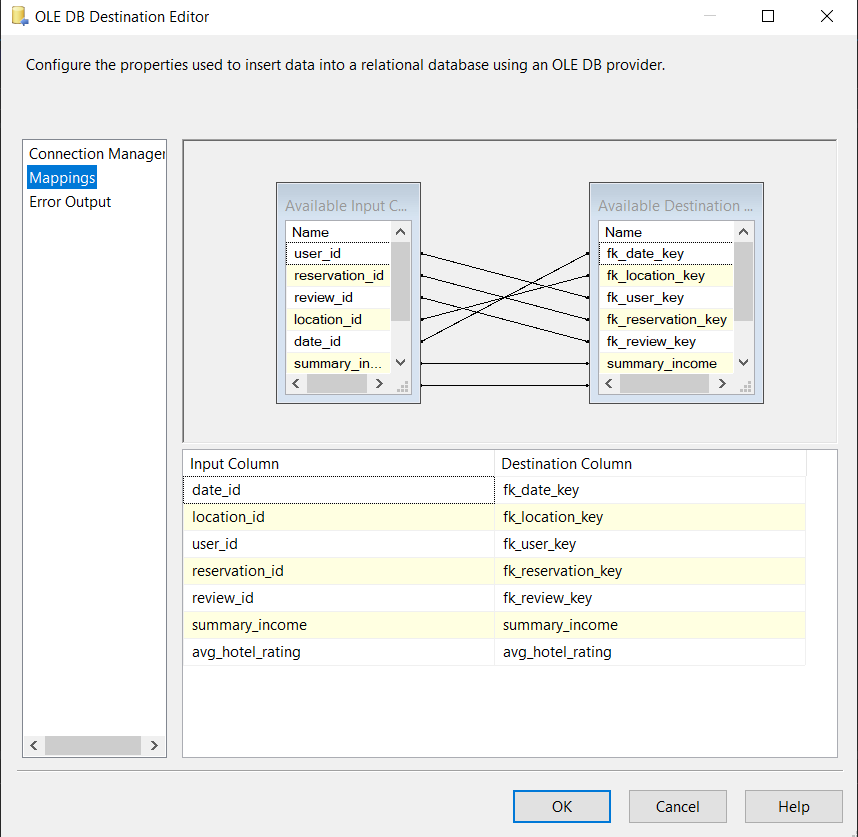 OLE DB Destination Editor
Configure the properties used to insert data into a relational database using an OLE DB provider.
Connection Manager
Mappings
Error Output
Available Input C...
Name
user_id
reservation_id
review_id
location_id
date_id
summary_in...
Available Destination ...
Name
fk_date_key
fk_location_key
fk_user_key
fk_reservation_key
fk_review_key
summary_income
Input Column Destination Column
date_id fk_date_key
location_id fk_location_key
user_id fk_user_key
reservation_id fk_reservation_key
review_id fk_review_key
summary_income summary_income
avg_hotel_rating avg_hotel_rating
OK Cancel Help